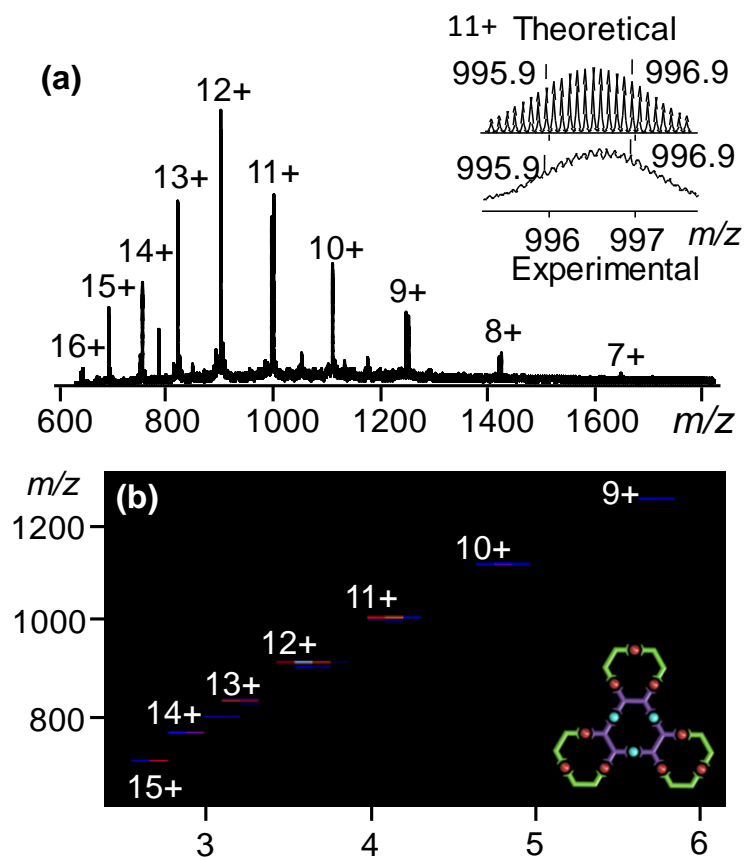 11+ Theoretical
(a)
995.9 996.9
12+
13+
11+
995.9 996.9
14+
10+
996 997 m/z
15+
Experimental
9+
16+
8+
7+
600 800 1000 1200 1400 1600 m/z
m/z
(b)
9+
1200
10+
11+
1000
12+
13+
14+
800
15+
3 4 5 6